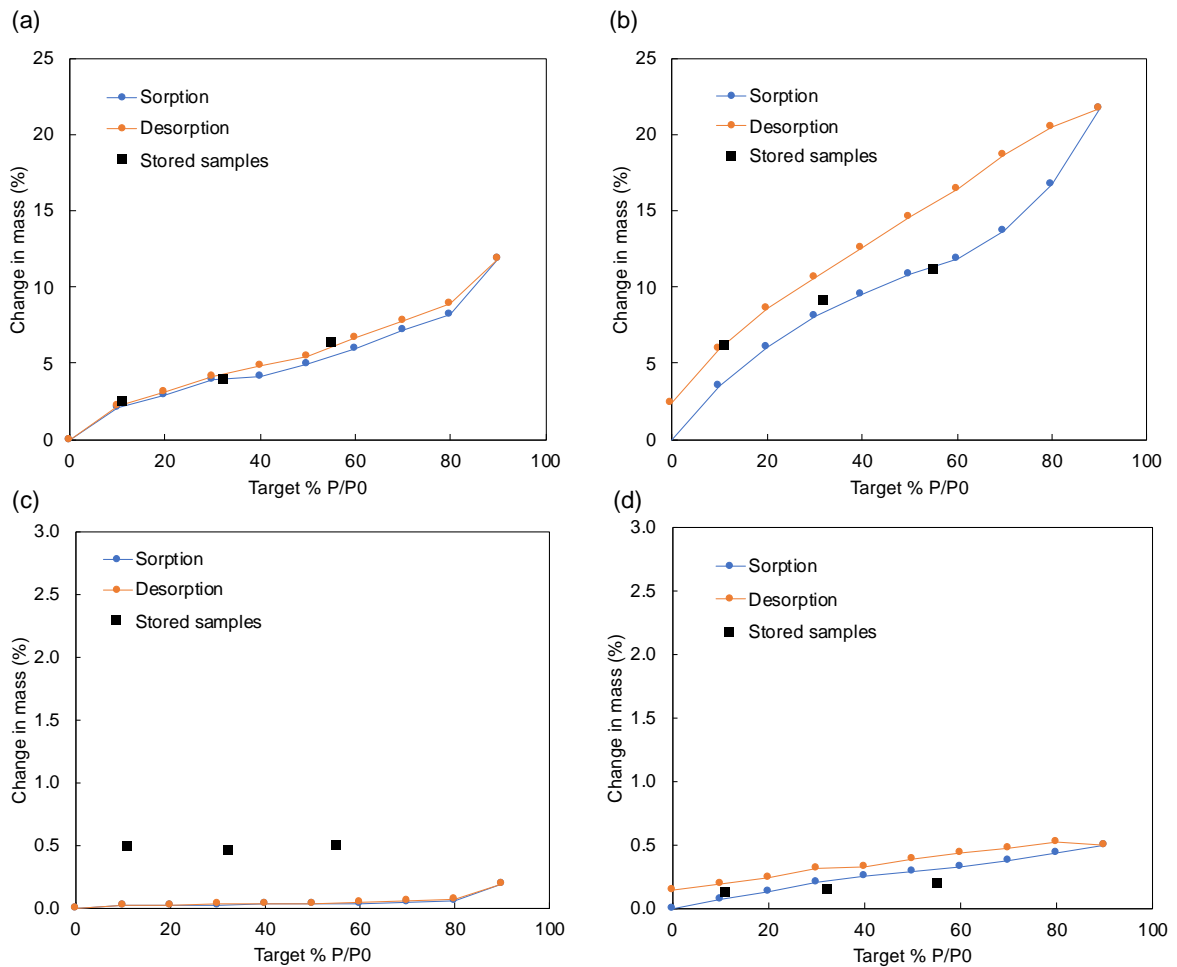 (a)
25
20
15
10
5
0
0 20 40 60 80 100
Change in mass (%)
Target % P/P0
Sorption
Desorption
Stored samples
(b)
25
20
15
10
5
0
0 20 40 60 80 100
Change in mass (%)
Target % P/P0
Sorption
Desorption
Stored samples
(c)
3.0
2.5
2.0
1.5
1.0
0.5
0.0
0 20 40 60 80 100
Change in mass (%)
Target % P/P0
Sorption
Desorption
Stored samples
(d)
3.0
2.5
2.0
1.5
1.0
0.5
0.0
0 20 40 60 80 100
Change in mass (%)
Target % P/P0
Sorption
Desorption
Stored samples